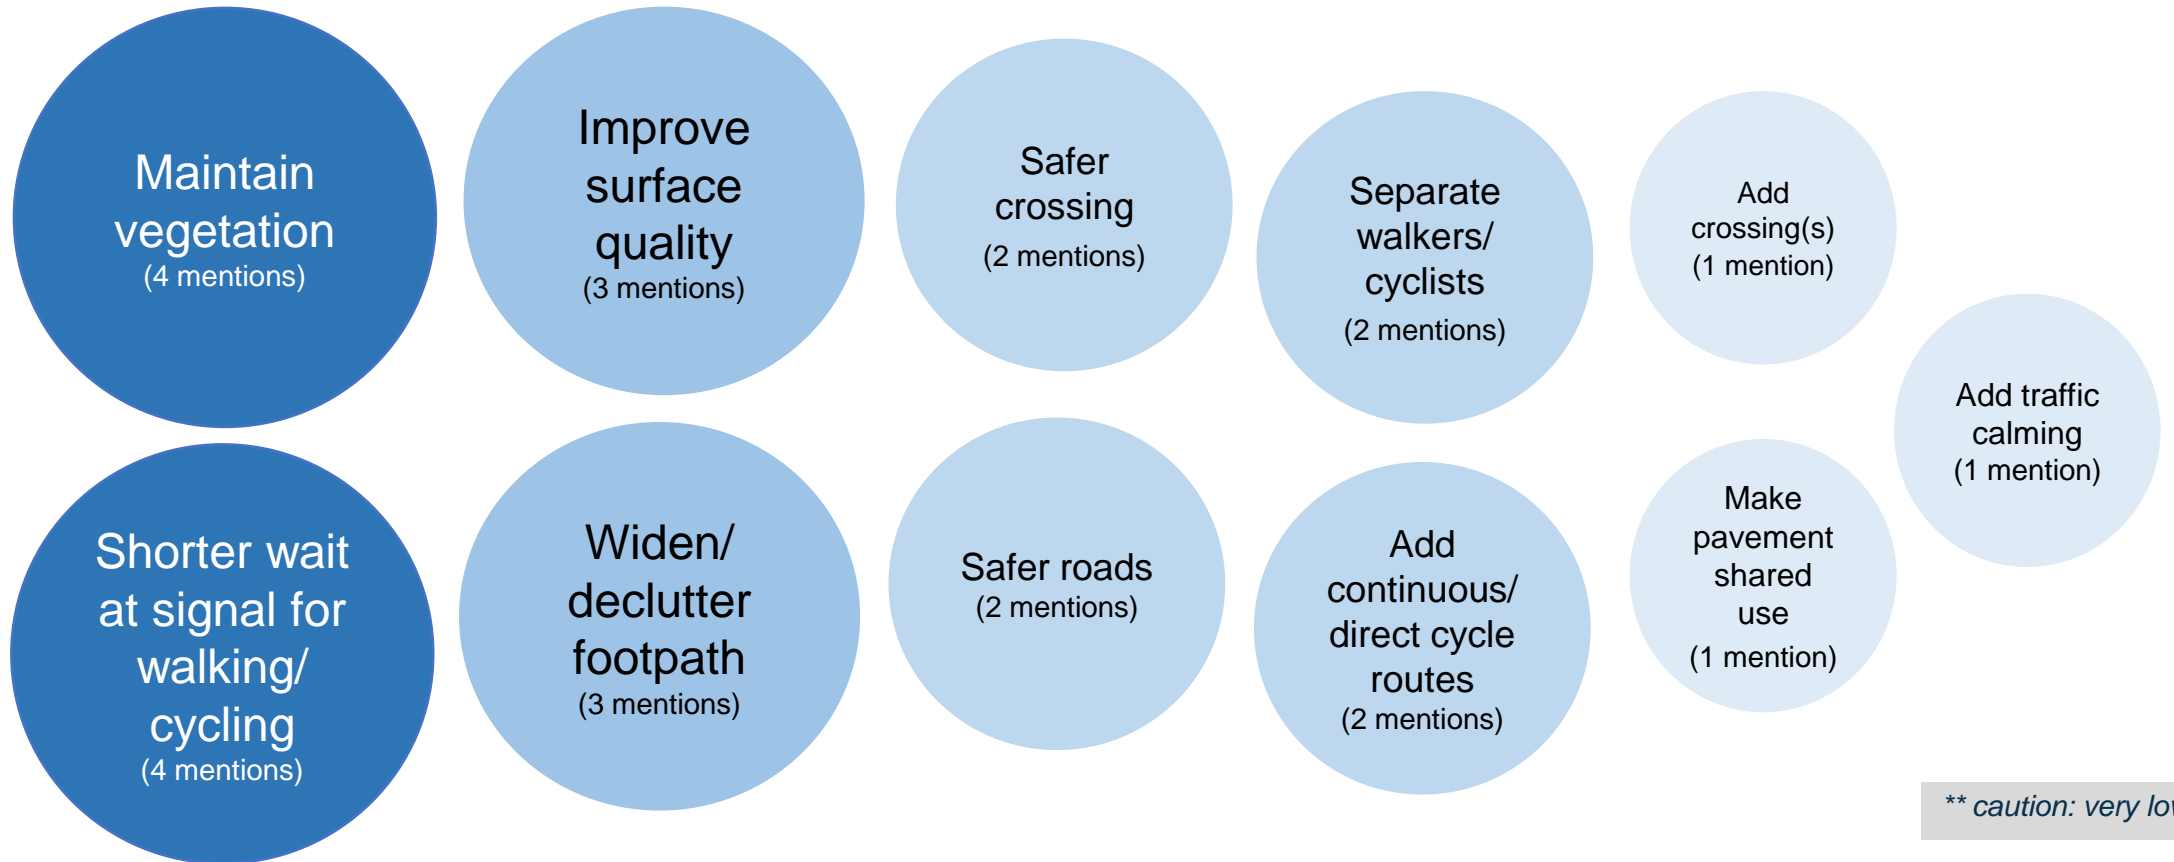 Maintain
vegetation
(4 mentions)
Shorter wait
at signal for
walking/
cycling
(4 mentions)
Improve
surface
quality
(3 mentions)
Widen/
declutter
footpath
(3 mentions)
Safer
crossing
(2 mentions)
Safer roads
(2 mentions)
Separate
walkers/
cyclists
(2 mentions)
Add
continuous/
direct cycle
routes
(2 mentions)
Add
crossing(s)
(1 mention)
Make
pavement
shared
use
(1 mention)
Add traffic
calming
(1 mention)
** caution: very